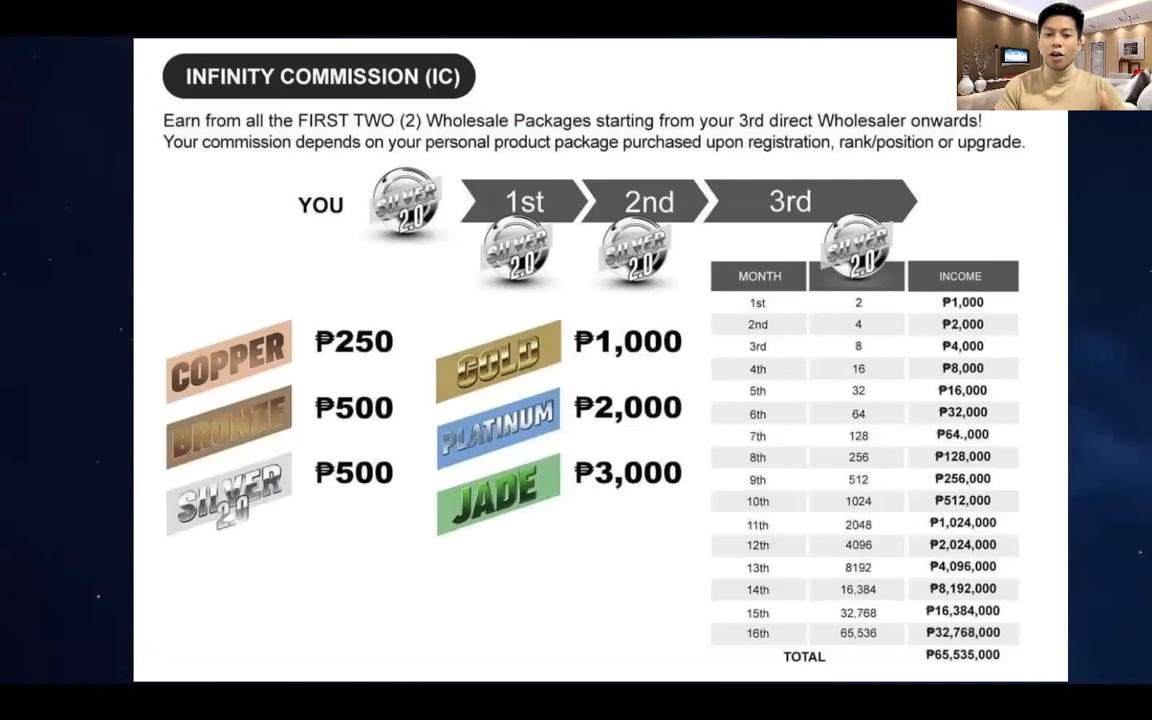 INFINITY COMMISSION (IC)
Earn from all the FIRST TWO (2) Wholesale Packages starting from your 3rd direct Wholesaler onwards!
Your commission depends on your personal product package purchased upon registration, rank/position or upgrade.
YOU SILVER 2.0 1st 2nd 3rd
SILVER 2.0 SILVER 2.0 SILVER 2.0
COPPER ₱250
BRONZE ₱500
SILVER 2.0 ₱500
GOLD ₱1,000
PLATINUM ₱2,000
JADE ₱3,000
MONTH INCOME
1st 2 ₱1,000
2nd 4 ₱2,000
3rd 8 ₱4,000
4th 16 ₱8,000
5th 32 ₱16,000
6th 64 ₱32,000
7th 128 ₱64.,000
8th 256 ₱128,000
9th 512 ₱256,000
10th 1024 ₱512,000
11th 2048 ₱1,024,000
12th 4096 ₱2,024,000
13th 8192 ₱4,096,000
14th 16,384 ₱8,192,000
15th 32,768 ₱16,384,000
16th 65,536 ₱32,768,000
TOTAL ₱65,535,000